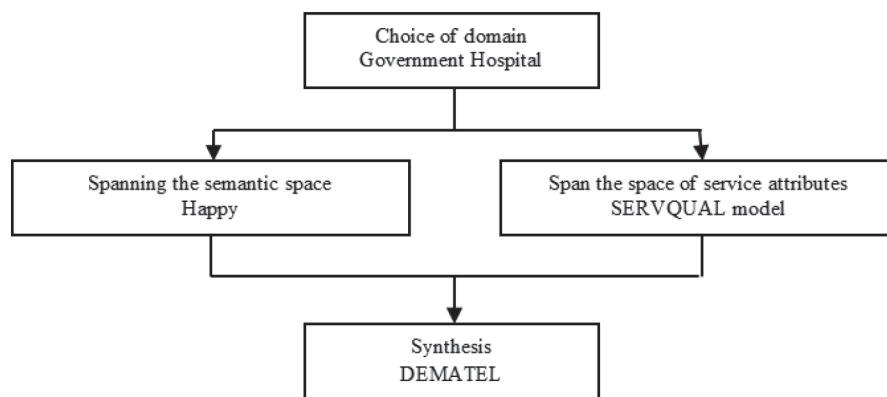 Choice of domain
Government Hospital
Spanning the semantic space
Happy
Span the space of service attributes
SERVQUAL model
Synthesis
DEMATEL